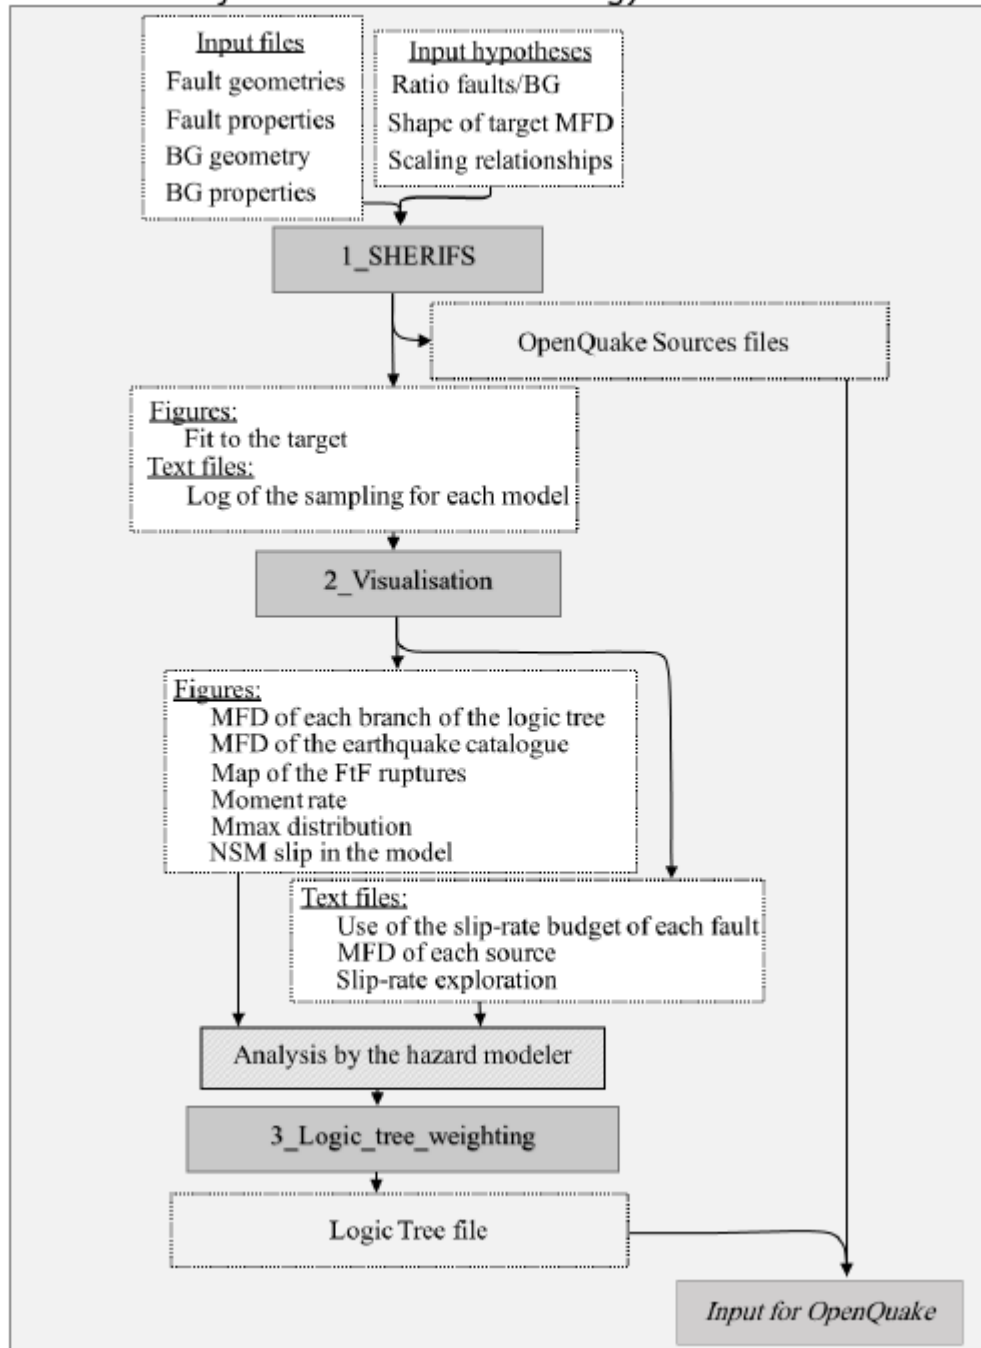 Input files
Fault geometries
Fault properties
BG geometry
BG properties
Input hypotheses
Ratio faults/BG
Shape of target MFD
Scaling relationships
1_SHERIFS
OpenQuake Sources files
Figures:
Fit to the target
Text files:
Log of the sampling for each model
2_Visualisation
Figures:
MFD of each branch of the logic tree
MFD of the earthquake catalogue
Map of the FtF ruptures
Moment rate
Mmax distribution
NSM slip in the model
Text files:
Use of the slip-rate budget of each fault
MFD of each source
Slip-rate exploration
Analysis by the hazard modeler
3_Logic_tree_weighting
Logic Tree file
Input for OpenQuake